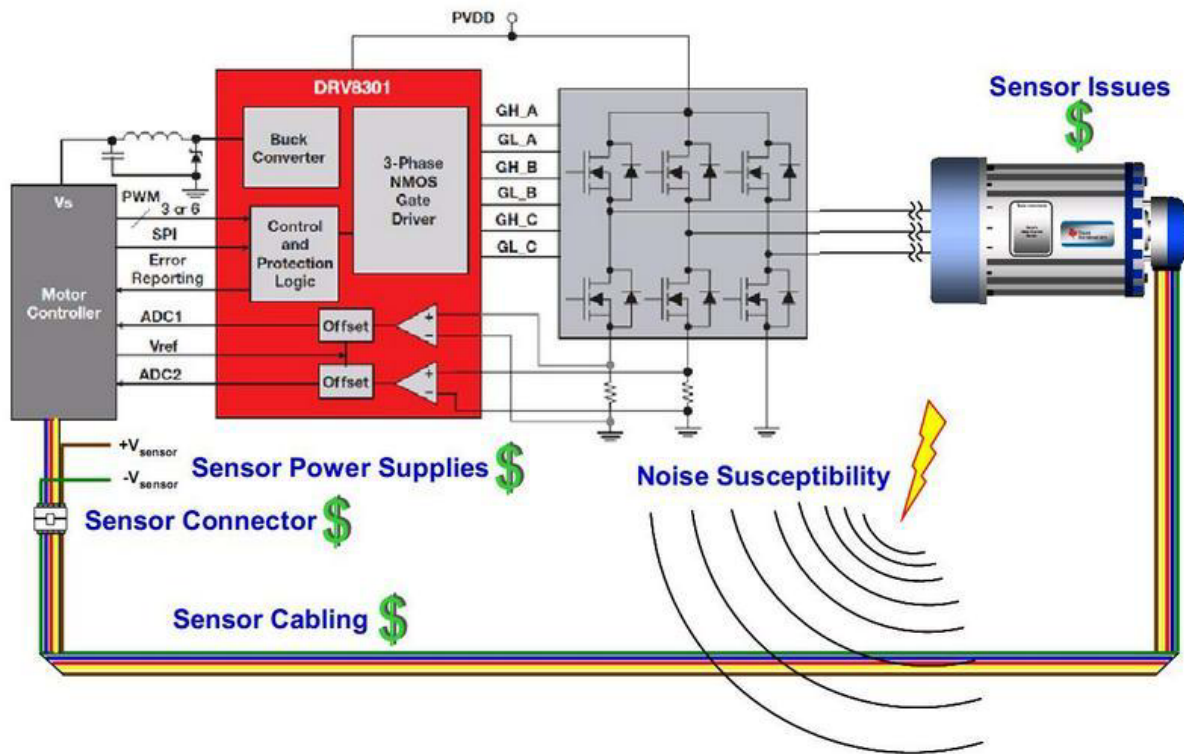 PVDD
DRV8301
Sensor Issues
$
Buck
Converter
3-Phase
NMOS
Gate
Driver
GH_A
GL_A
GH_B
GL_B
GH_C
GL_C
Vs
PWM
3 or 6
SPI
Error
Reporting
Control
and
Protection
Logic
Motor
Controller
ADC1
Vref
ADC2
Offset
Offset
+
−
+
−
+Vsensor
-Vsensor
Sensor Power Supplies $
Noise Susceptibility
Sensor Connector $
Sensor Cabling $